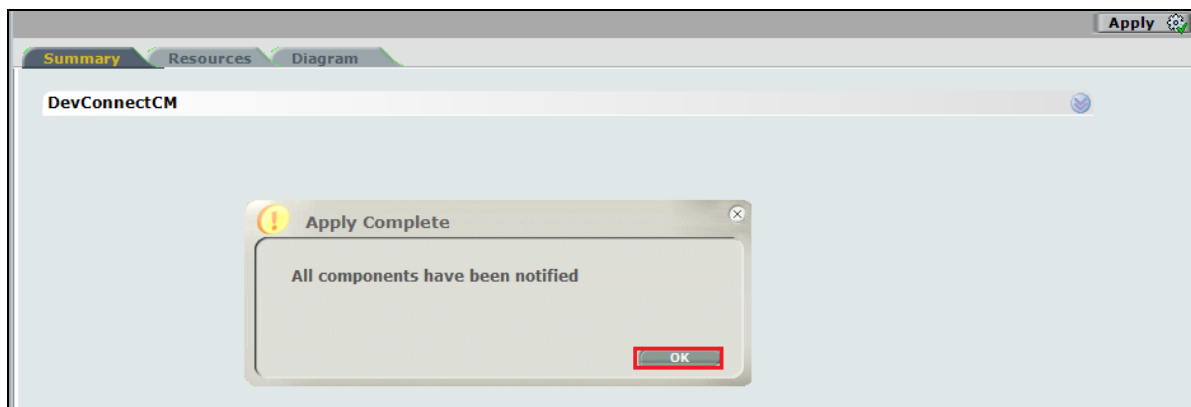 Apply
Summary Resources Diagram
DevConnectCM
Apply Complete
All components have been notified
OK